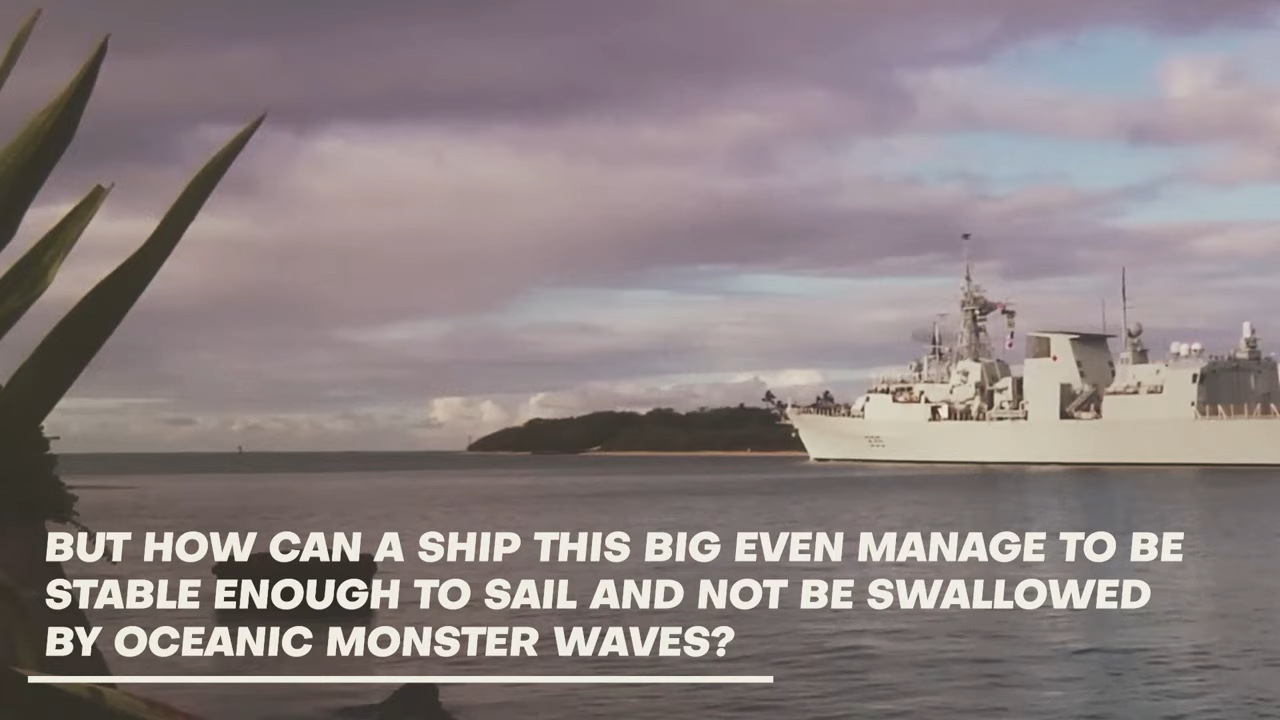 BUT HOW CAN A SHIP THIS BIG EVEN MANAGE TO BE
STABLE ENOUGH TO SAIL AND NOT BE SWALLOWED
BY OCEANIC MONSTER WAVES?